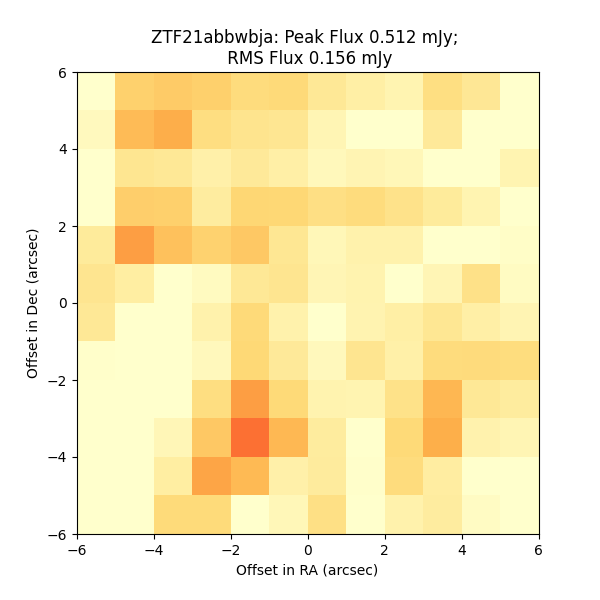 ZTF21abbwbja: Peak Flux 0.512 mJy;
RMS Flux 0.156 mJy
6
4
2
0
−2
−4
−6
Offset in Dec (arcsec)
−6 −4 −2 0 2 4 6
Offset in RA (arcsec)